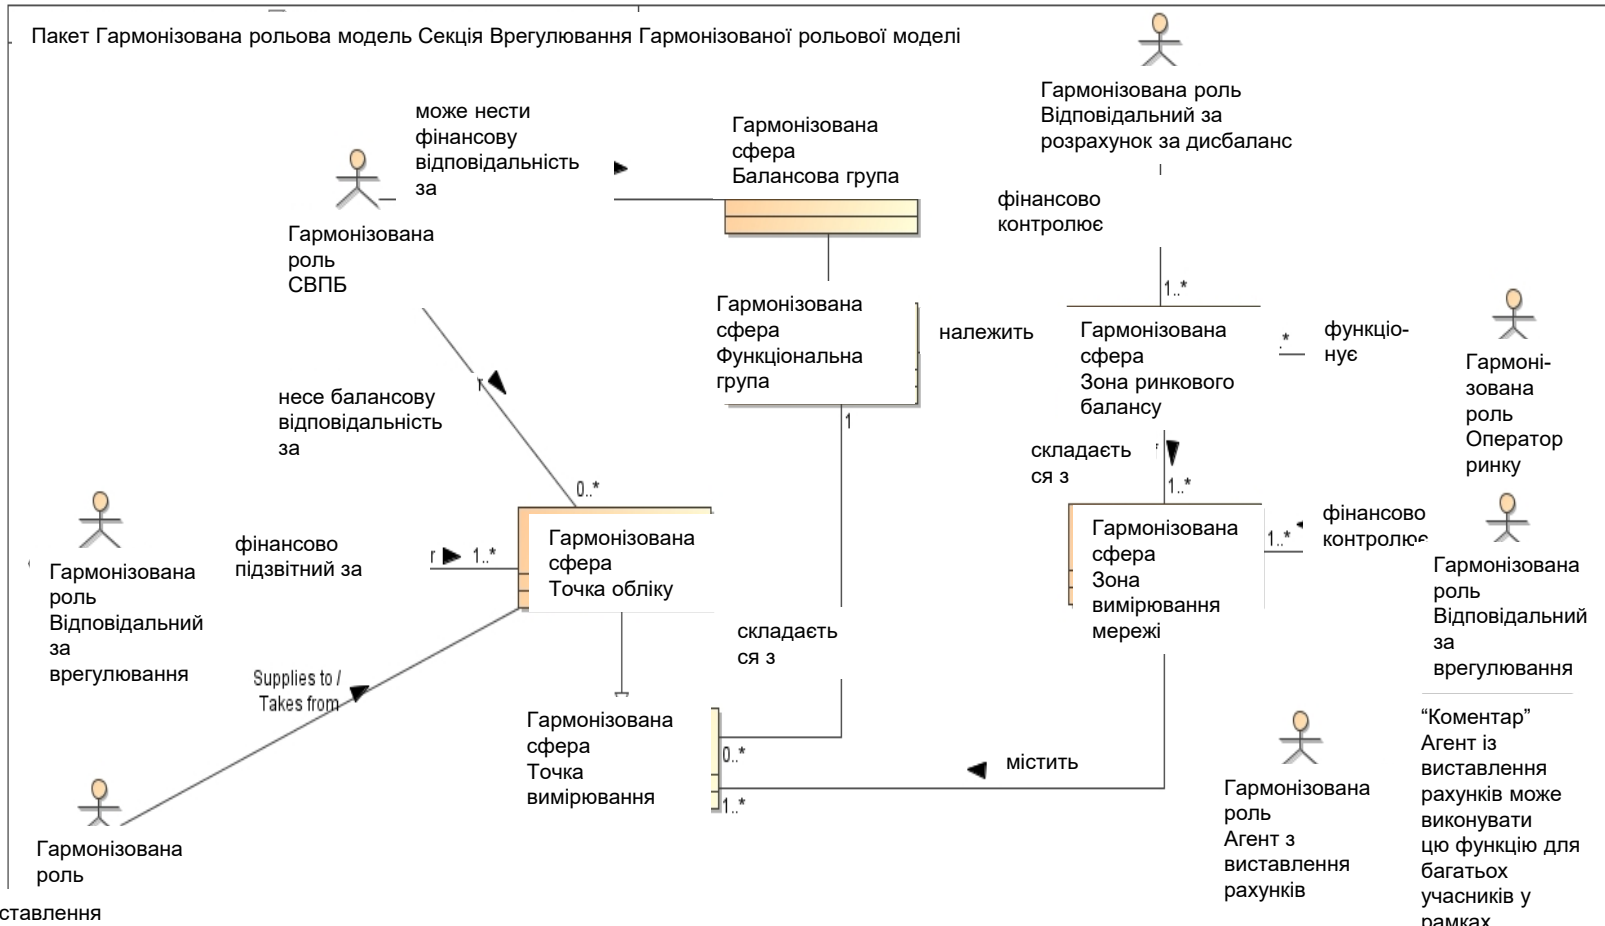 Пакет Гармонізована рольова модель Секція Врегулювання Гармонізованої рольової моделі
може нести
фінансову
відповідальність
за
Гармонізована
сфера
Балансова група
Гармонізована роль
Відповідальний за
розрахунок за дисбаланс
фінансово
контролює
Гармонізована
роль
СВПБ
1..*
Гармонізована
сфера
Функціональна
група
належить
Гармонізована
сфера
Зона ринкового
балансу
.*
функціо-
нує
Гармоні-
зована
роль
Оператор
ринку
несе балансову
відповідальність
за
1
складаєть
ся з
0..*
1..*
Гармонізована
роль
Відповідальний
за
врегулювання
фінансово
підзвітний за
r
1..*
Гармонізована
сфера
Точка обліку
Гармонізована
сфера
Зона
вимірювання
мережі
1..*
фінансово
контролює
Гармонізована
роль
Відповідальний
за
врегулювання
складаєть
ся з
Supplies to /
Takes from
Гармонізована
сфера
Точка
вимірювання
0..*
1..*
містить
Гармонізована
роль
Агент з
виставлення
рахунків
“Коментар”
Агент із
виставлення
рахунків може
виконувати
цю функцію для
багатьох
учасників у
рамках
Гармонізована
роль
ставлення